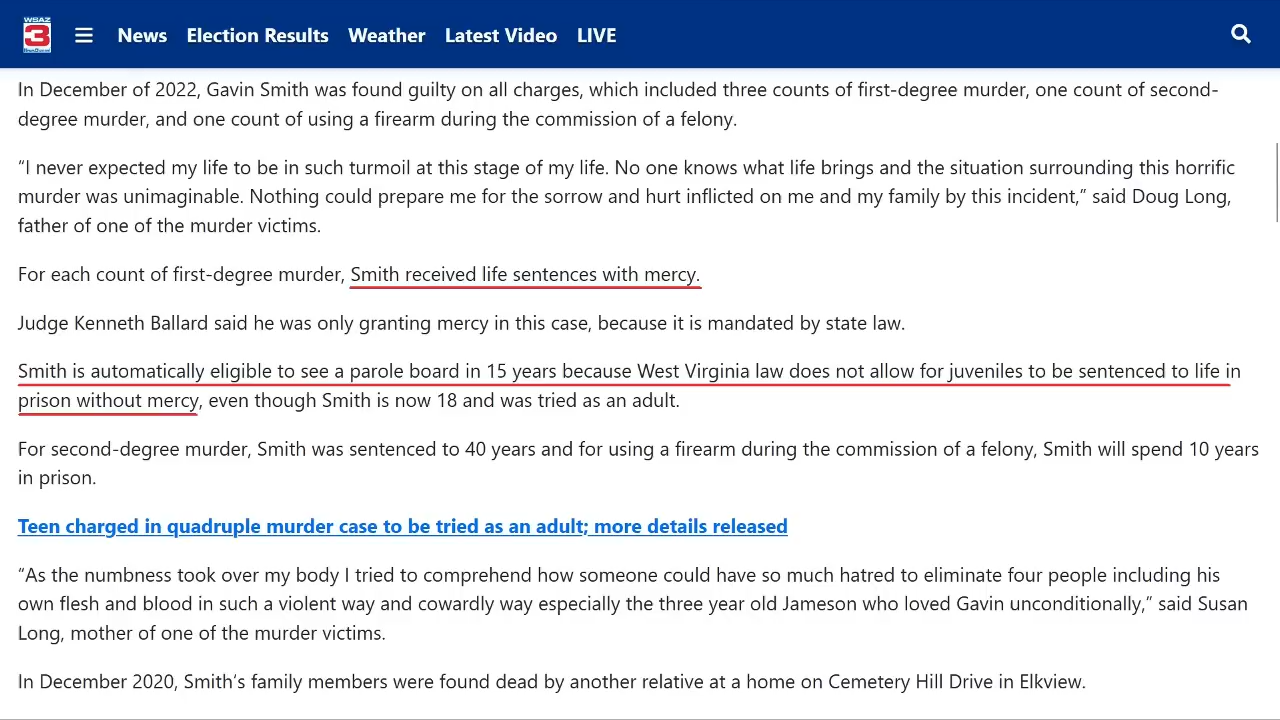 WSAZ
3
News Election Results Weather Latest Video LIVE
In December of 2022, Gavin Smith was found guilty on all charges, which included three counts of first-degree murder, one count of second-
degree murder, and one count of using a firearm during the commission of a felony.
“I never expected my life to be in such turmoil at this stage of my life. No one knows what life brings and the situation surrounding this horrific
murder was unimaginable. Nothing could prepare me for the sorrow and hurt inflicted on me and my family by this incident,” said Doug Long,
father of one of the murder victims.
For each count of first-degree murder, Smith received life sentences with mercy.
Judge Kenneth Ballard said he was only granting mercy in this case, because it is mandated by state law.
Smith is automatically eligible to see a parole board in 15 years because West Virginia law does not allow for juveniles to be sentenced to life in
prison without mercy, even though Smith is now 18 and was tried as an adult.
For second-degree murder, Smith was sentenced to 40 years and for using a firearm during the commission of a felony, Smith will spend 10 years
in prison.
Teen charged in quadruple murder case to be tried as an adult; more details released
“As the numbness took over my body I tried to comprehend how someone could have so much hatred to eliminate four people including his
own flesh and blood in such a violent way and cowardly way especially the three year old Jameson who loved Gavin unconditionally,” said Susan
Long, mother of one of the murder victims.
In December 2020, Smith‘s family members were found dead by another relative at a home on Cemetery Hill Drive in Elkview.